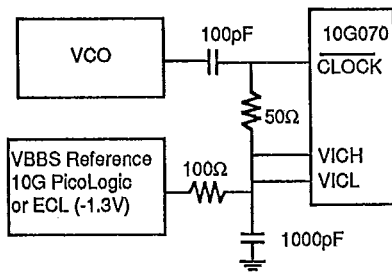 100pF
10G070
VCO
CLOCK
50Ω
VBBS Reference
10G PicoLogic
or ECL (-1.3V)
100Ω
VICH
VICL
1000pF